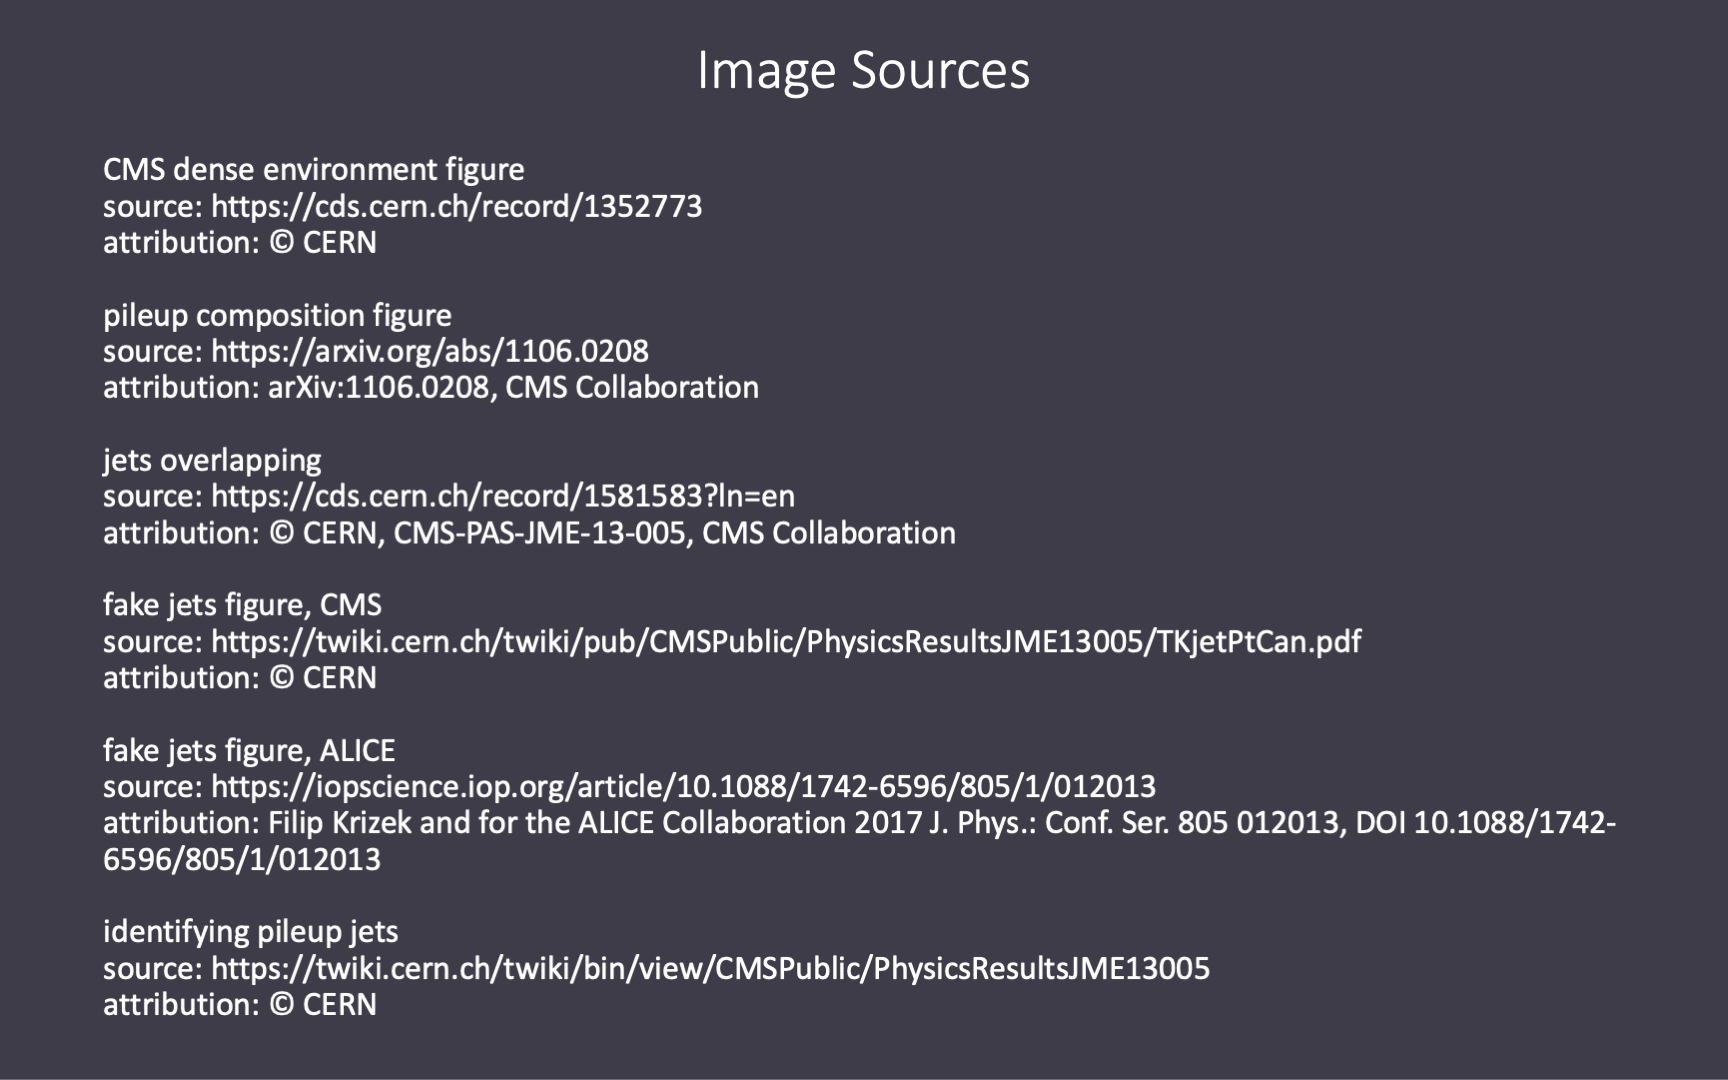 Image Sources
CMS dense environment figure
source: https://cds.cern.ch/record/1352773
attribution: © CERN
pileup composition figure
source: https://arxiv.org/abs/1106.0208
attribution: arXiv:1106.0208, CMS Collaboration
jets overlapping
source: https://cds.cern.ch/record/1581583?ln=en
attribution: © CERN, CMS-PAS-JME-13-005, CMS Collaboration
fake jets figure, CMS
source: https://twiki.cern.ch/twiki/pub/CMSPublic/PhysicsResultsJME13005/TKjetPtCan.pdf
attribution: © CERN
fake jets figure, ALICE
source: https://iopscience.iop.org/article/10.1088/1742-6596/805/1/012013
attribution: Filip Krizek and for the ALICE Collaboration 2017 J. Phys.: Conf. Ser. 805 012013, DOI 10.1088/1742-
6596/805/1/012013
identifying pileup jets
source: https://twiki.cern.ch/twiki/bin/view/CMSPublic/PhysicsResultsJME13005
attribution: © CERN